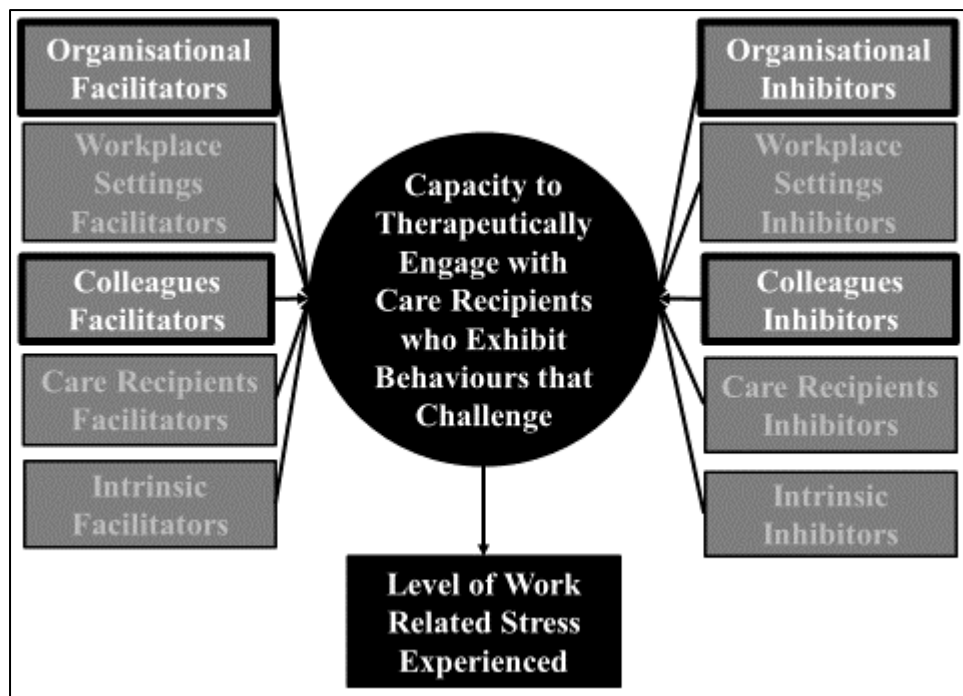 Organisational
Facilitators
Workplace
Settings
Facilitators
Colleagues
Facilitators
Care Recipients
Facilitators
Intrinsic
Facilitators
Capacity to
Therapeutically
Engage with
Care Recipients
who Exhibit
Behaviours that
Challenge
Level of Work
Related Stress
Experienced
Organisational
Inhibitors
Workplace
Settings
Inhibitors
Colleagues
Inhibitors
Care Recipients
Inhibitors
Intrinsic
Inhibitors